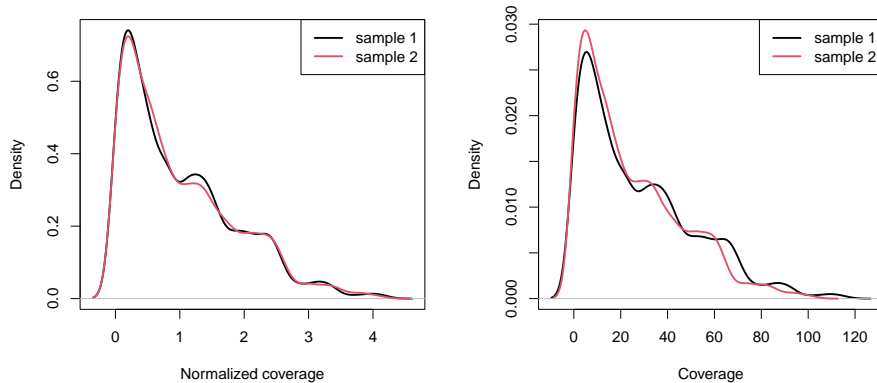 sample 1
sample 2
Density
0.0 0.2 0.4 0.6
0 1 2 3 4
Normalized coverage
sample 1
sample 2
Density
0.000 0.010 0.020 0.030
0 20 40 60 80 100 120
Coverage